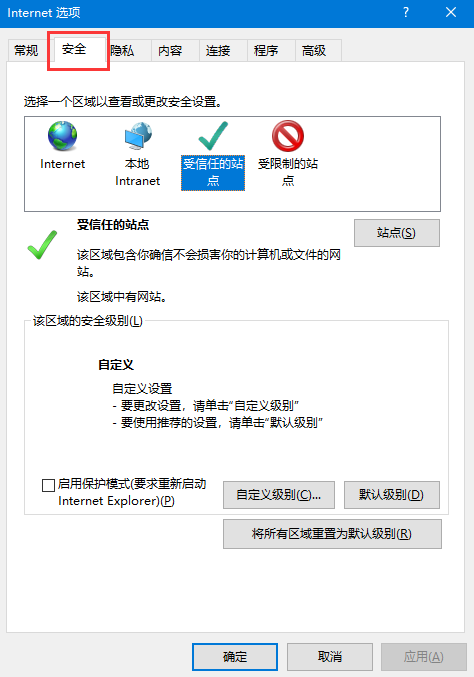 Internet 选项
常规 安全 隐私 内容 连接 程序 高级
选择一个区域以查看或更改安全设置。
Internet
本地
Intranet
受信任的站
点
受限制的站
点
受信任的站点
站点(S)
该区域包含你确信不会损害你的计算机或文件的网
站。
该区域中有网站。
该区域的安全级别(L)
自定义
自定义设置
- 要更改设置，请单击“自定义级别”
- 要使用推荐的设置，请单击“默认级别”
启用保护模式(要求重新启动
Internet Explorer)(P)
自定义级别(C)... 默认级别(D)
将所有区域重置为默认级别(R)
确定 取消 应用(A)